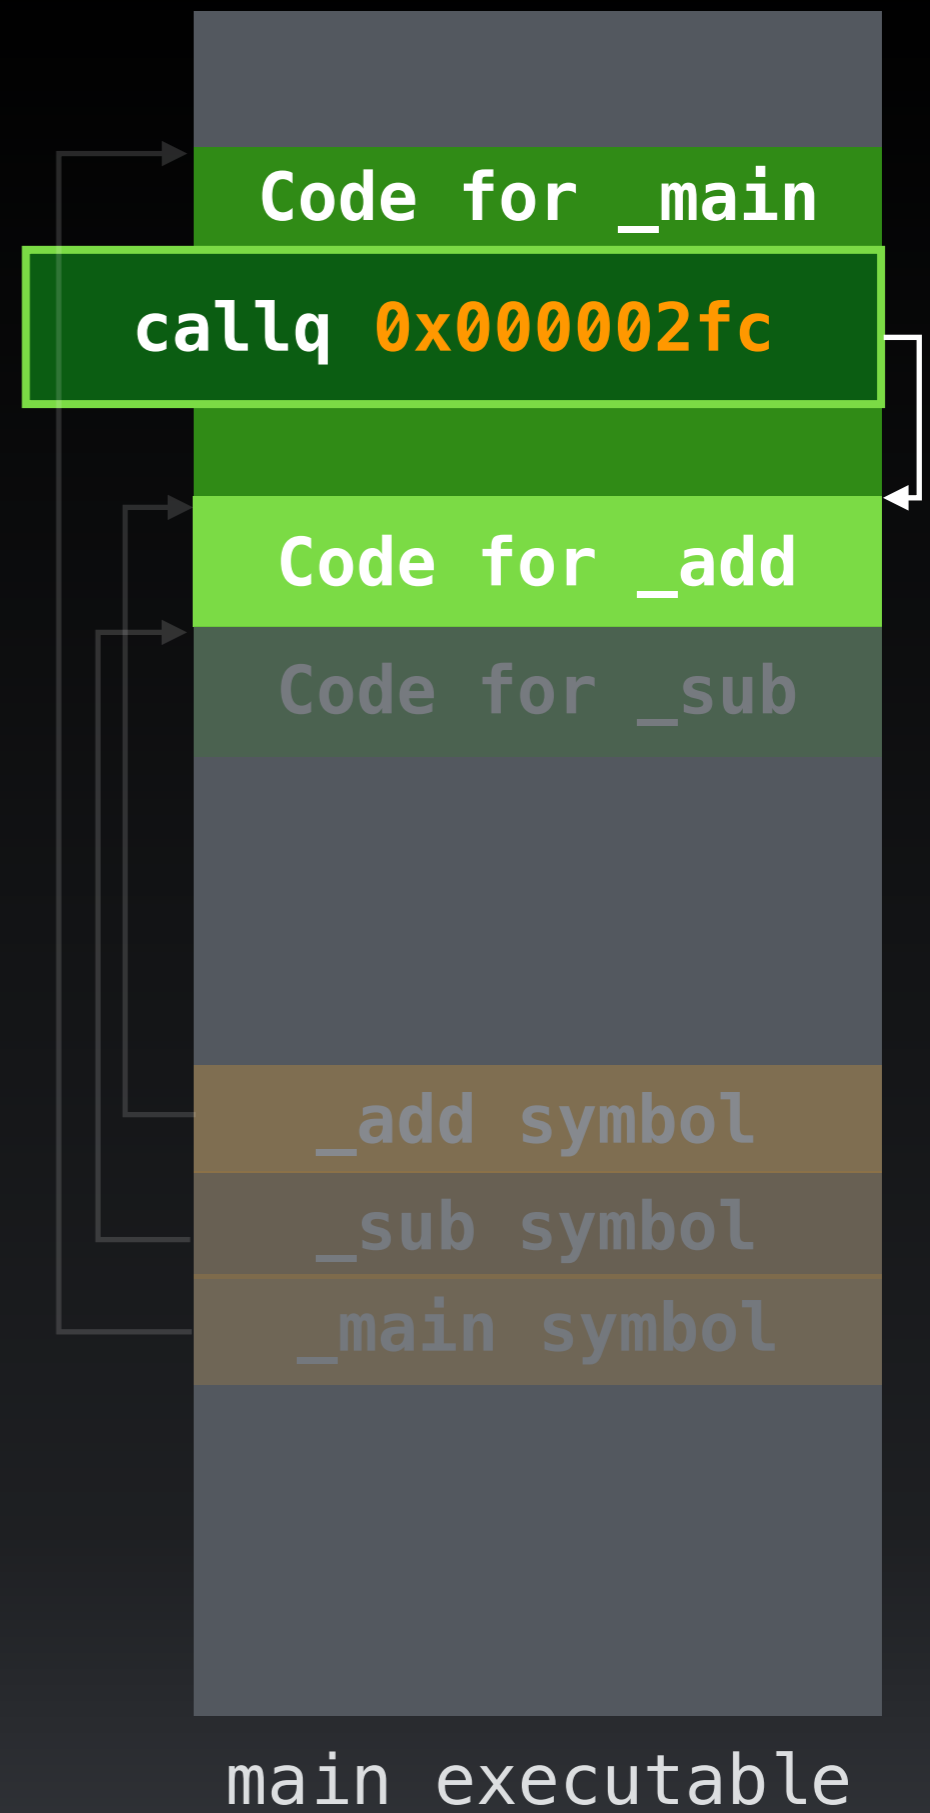 Code for _main
callq 0x000002fc
Code for _add
Code for _sub
_add symbol
_sub symbol
_main symbol
main executable